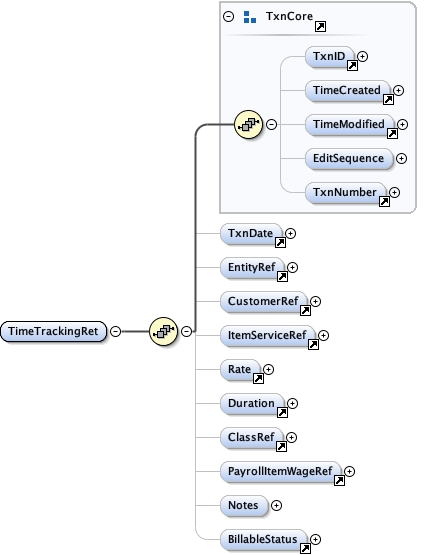 TxnCore
TxnID
TimeCreated
TimeModified
EditSequence
TxnNumber
TxnDate
EntityRef
CustomerRef
ItemServiceRef
TimeTrackingRet
Rate
Duration
ClassRef
PayrollItemWageRef
Notes
BillableStatus